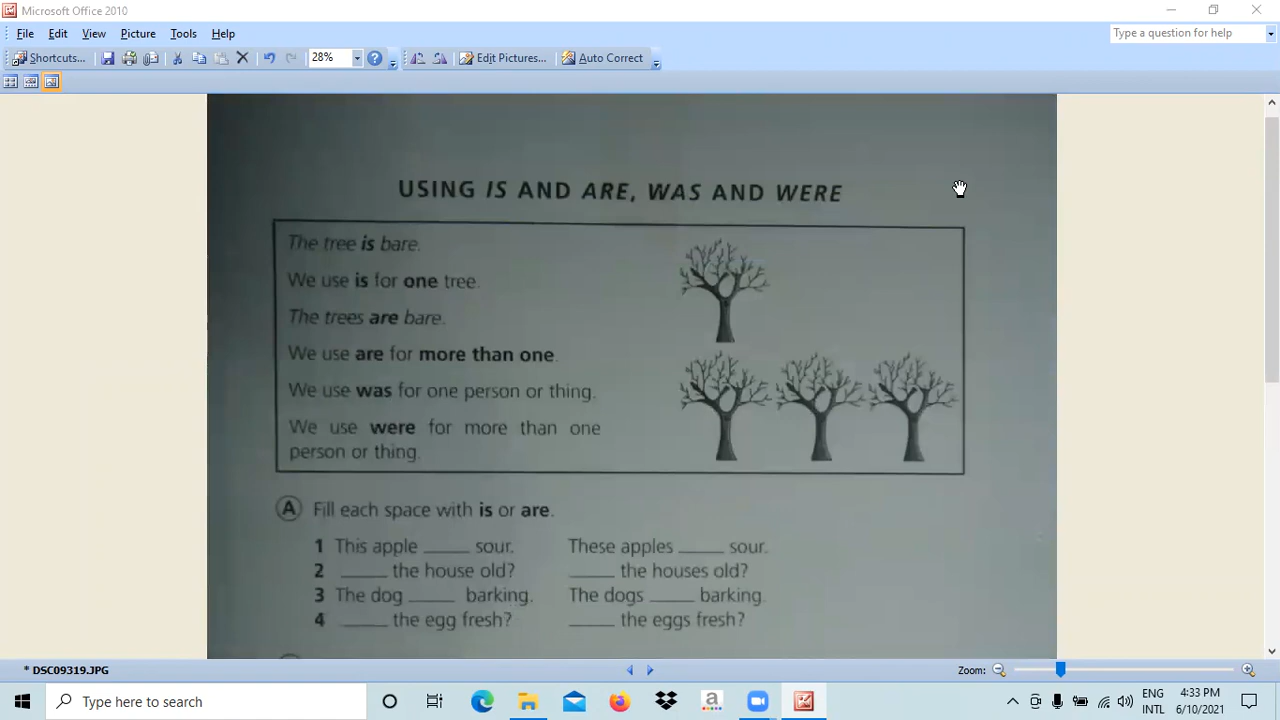 Microsoft Office 2010
File Edit View Picture Tools Help
Type a question for help
Shortcuts... 28% Edit Pictures... Auto Correct
USING IS AND ARE, WAS AND WERE
The tree is bare.
We use is for one tree.
The trees are bare.
We use are for more than one.
We use was for one person or thing.
We use were for more than one
person or thing.
A Fill each space with is or are.
1 This apple _____ sour. These apples _____ sour.
2 _____ the house old? _____ the houses old?
3 The dog _____ barking. The dogs _____ barking.
4 _____ the egg fresh? _____ the eggs fresh?
* DSC09319.JPG Zoom:
Type here to search
a
ENG
INTL
4:33 PM
6/10/2021